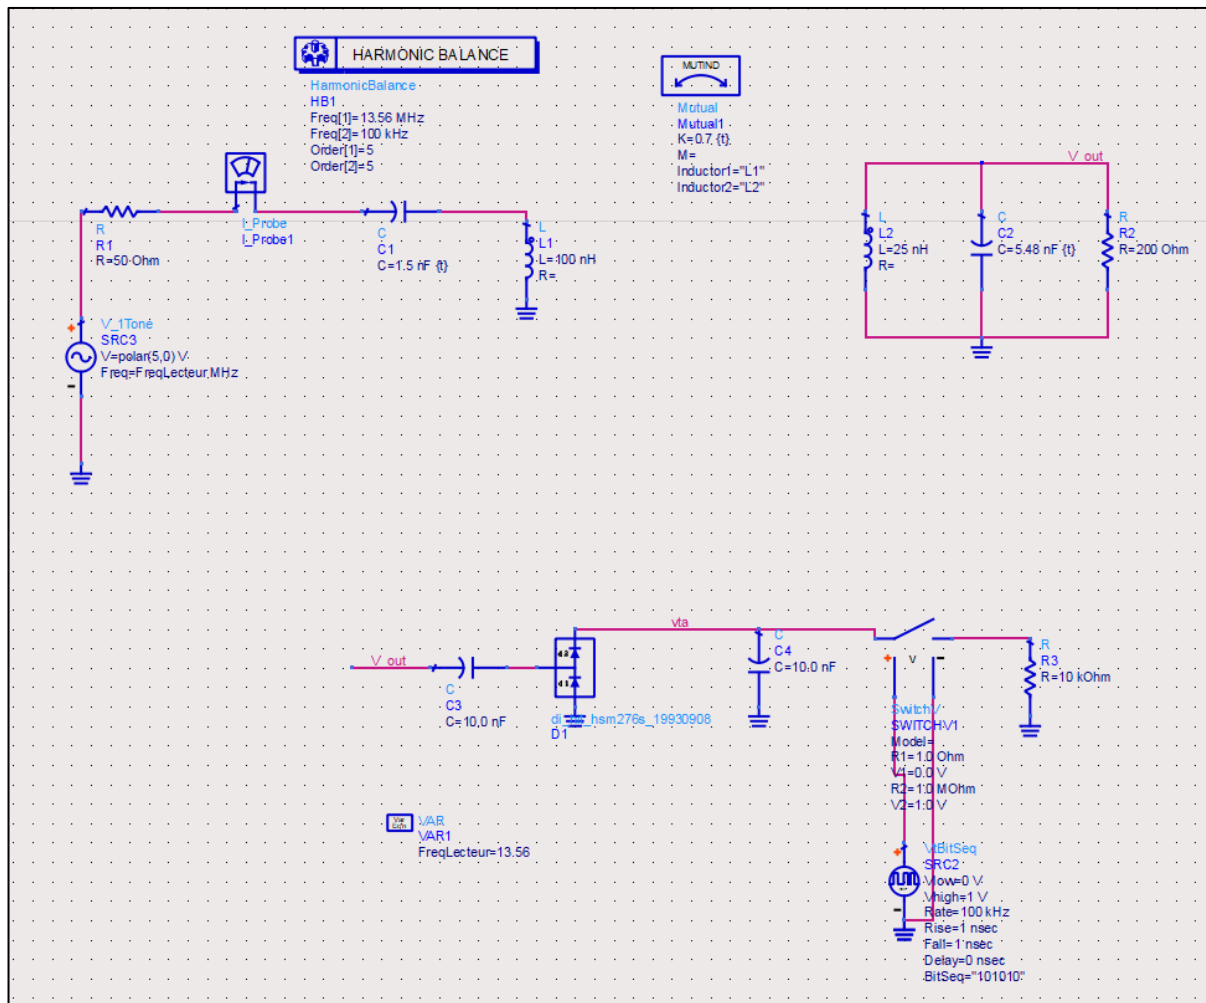 HARMONIC BALANCE
HarmonicBalance
HB1
Freq[1]=13.56 MHz
Freq[2]=100 kHz
Order[1]=5
Order[2]=5
MUTIND
Mutual
Mutual1
K=0.7 {t}
M=
Inductor1="L1"
Inductor2="L2"
R
R1
R=50 Ohm
I_Probe
I_Probe1
C
C1
C=1.5 nF {t}
L
L1
L=100 nH
R=
V_1Tone
SRC3
V=polar(5,0) V
Freq=FreqLecteur MHz
V_out
L
L2
L=25 nH
R=
C
C2
C=5.48 nF {t}
R
R2
R=200 Ohm
V_out
C
C3
C=10,0 nF
D1
vta
C
C4
C=10.0 nF
V
SwitchV
SWITCHV1
Model=
R1=1.0 Ohm
V1=0.0 V
R2=1.0 MOhm
V2=1.0 V
R
R3
R=10 kOhm
Var
Eqn
VAR
VAR1
FreqLecteur=13.56
VtBitSeq
SRC2
Vlow=0 V
Vhigh=1 V
Rate=100 kHz
Rise=1 nsec
Fall=1 nsec
Delay=0 nsec
BitSeq="101010"